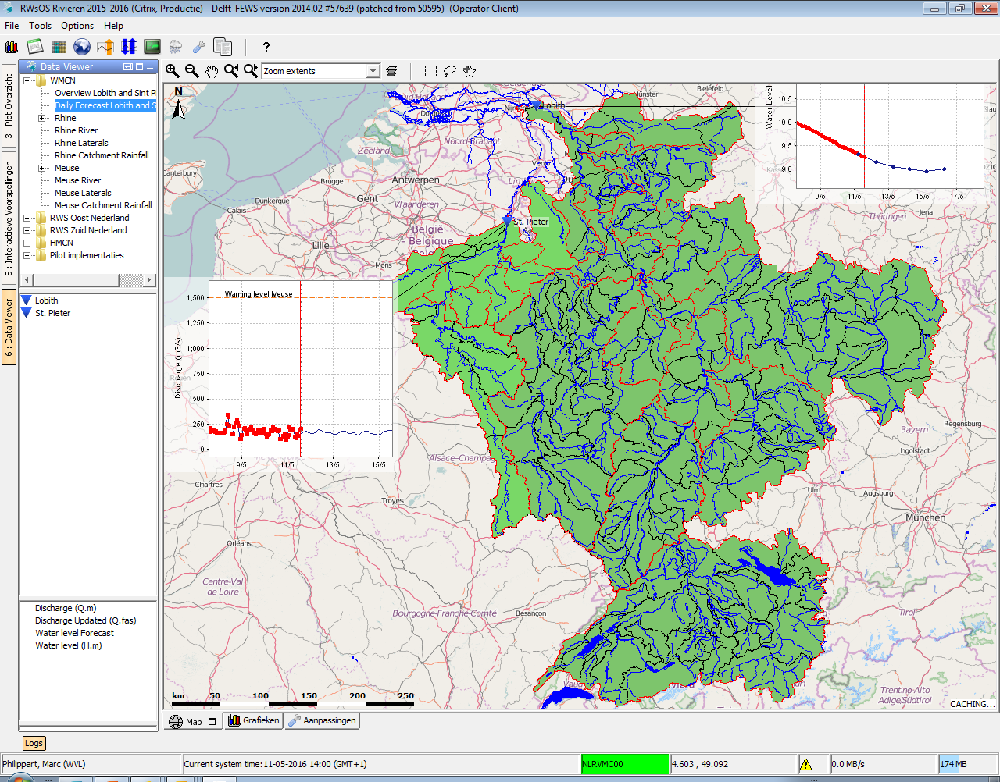 RWsOS Rivieren 2015-2016 (Citrix, Productie) - Delft-FEWS version 2014.02 #57639 (patched from 50595)  (Operator Client)
File Tools Options Help
?
Data Viewer
3 : Plot Overzicht
5 : Interactieve Voorspellingen
6 : Data Viewer
WMCN
Overview Lobith and Sint P
Daily Forecast Lobith and S
Rhine
Rhine River
Rhine Laterals
Rhine Catchment Rainfall
Meuse
Meuse River
Meuse Laterals
Meuse Catchment Rainfall
RWS Oost Nederland
RWS Zuid Nederland
HMCN
Pilot implementaties
Lobith
St. Pieter
Discharge (Q.m)
Discharge Updated (Q.fas)
Water level Forecast
Water level (H.m)
Zoom extents
N
Lobith
Münster
Bielefeld
Zeeland
Noord-Brabant
Canterbury
Brugge
Antwerpen
Dunkerque
Calais
Gent
Vlaanderen
St. Pieter
België
- Belgique
Lille
Mons
Thüringen
Jena
Water Level
10.5
10.0
9.5
9.0
9/5 11/5 13/5 15/5 17/5
Warning level Meuse
Discharge (m3/s)
1,500
1,250
1,000
750
500
250
0
9/5 11/5 13/5 15/5
Regensburg
Bayern
Ingolstadt
Alsace-Champa
Chartres
Troyes
Ulm
Augsburg
München
Orléans
Centre-Val
de Loire
Bourgogne-Franche-Comté
Besançon
Tirol
Trentino-Alto
Adige/Südtirol
km 50 100 150 200 250
CACHING...
Map
Grafieken
Aanpassingen
Logs
Philippart, Marc (WVL)
Current system time:11-05-2016 14:00 (GMT+1)
NLRVMC00
4.603 , 49.092
0.0 MB/s
174 MB